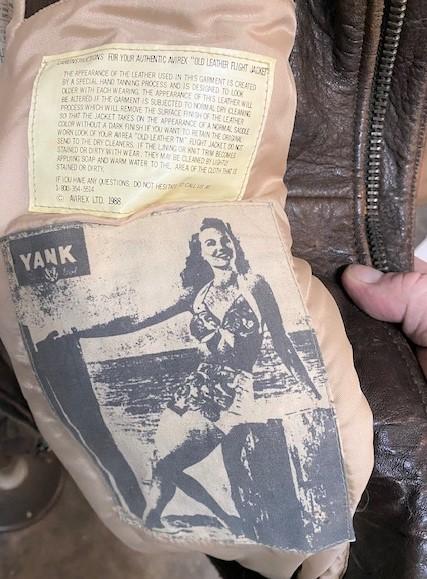 CARE INSTRUCTIONS FOR YOUR AUTHENTIC AVIREX "OLD LEATHER FLIGHT JACKET"
THE APPEARANCE OF THE LEATHER USED IN THIS GARMENT IS CREATED
BY A SPECIAL HAND TANNING PROCESS AND IS DESIGNED TO LOOK
OLDER WITH EACH WEARING. THE APPEARANCE OF THIS LEATHER WILL
BE ALTERED IF THE GARMENT IS SUBJECTED TO NORMAL DRY CLEANING
PROCESS WHICH WILL REMOVE THE SURFACE FINISH OF THE LEATHER
SO THAT THE JACKET TAKES ON THE APPEARANCE OF A NORMAL SADDLE
COLOR WITHOUT A DARK FINISH. IF YOU WANT TO RETAIN THE ORIGINAL
WORN LOOK OF YOUR AVIREX "OLD LEATHER TM" FLIGHT JACKET, DO NOT
SEND TO THE DRY CLEANERS. IF THE LINING OR KNIT TRIM BECOMES
STAINED OR DIRTY WITH WEAR, THEY MAY BE CLEANED BY LIGHTLY
APPLYING SOAP AND WARM WATER TO THE AREA OF THE CLOTH THAT IS
STAINED OR DIRTY.
IF YOU HAVE ANY QUESTIONS, DO NOT HESITATE TO CALL US AT
1-800-354-5514
© AVIREX LTD. 1988
YANK